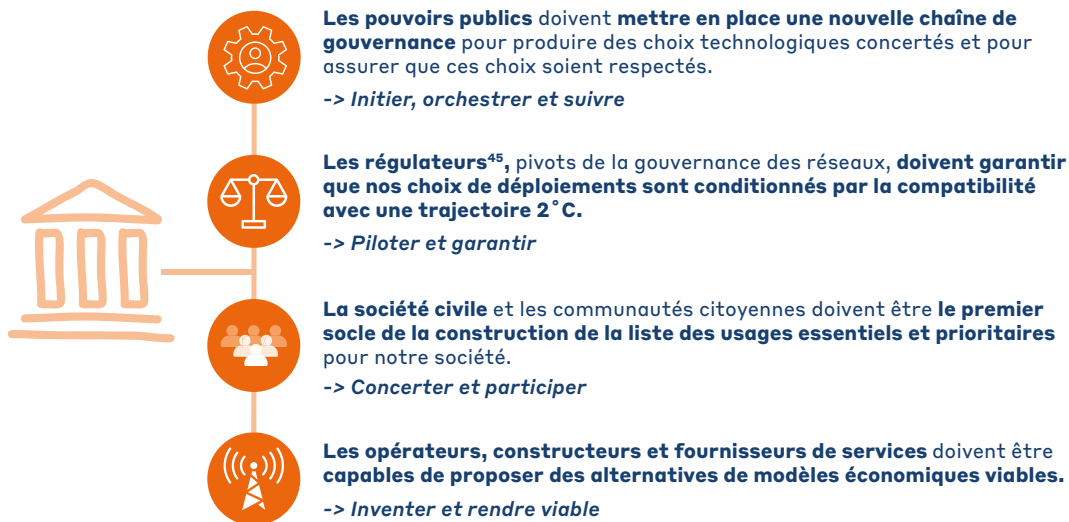 Les pouvoirs publics doivent mettre en place une nouvelle chaîne de
gouvernance pour produire des choix technologiques concertés et pour
assurer que ces choix soient respectés.
-> Initier, orchestrer et suivre
Les régulateurs⁴⁵, pivots de la gouvernance des réseaux, doivent garantir
que nos choix de déploiements sont conditionnés par la compatibilité
avec une trajectoire 2°C.
-> Piloter et garantir
La société civile et les communautés citoyennes doivent être le premier
socle de la construction de la liste des usages essentiels et prioritaires
pour notre société.
-> Concerter et participer
Les opérateurs, constructeurs et fournisseurs de services doivent être
capables de proposer des alternatives de modèles économiques viables.
-> Inventer et rendre viable